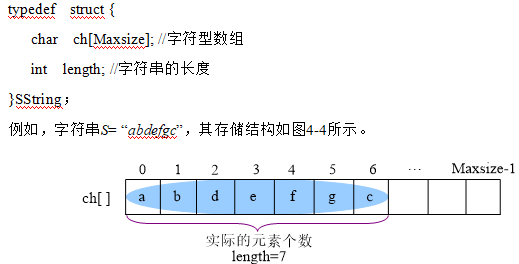 typedef struct {
char ch[Maxsize]; //字符型数组
int length; //字符串的长度
}SString；
例如，字符串S= “abdefgc”，其存储结构如图4-4所示。
0 1 2 3 4 5 6 … Maxsize-1
ch[ ] a b d e f g c
实际的元素个数
length=7